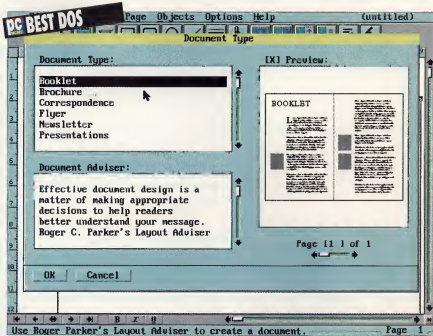 PC BEST DOS
Page Objects Options Help (untitled)
Document Type
Document Type:
Booklet
Brochure
Correspondence
Flyer
Newsletter
Presentations
[X] Preview:
BOOKLET
Document Adviser:
Effective document design is a
matter of making appropriate
decisions to help readers
better understand your message.
Roger C. Parker's Layout Adviser
Page [1 ] of 1
OK Cancel
B I U
Use Roger Parker's Layout Adviser to create a document. Page 1